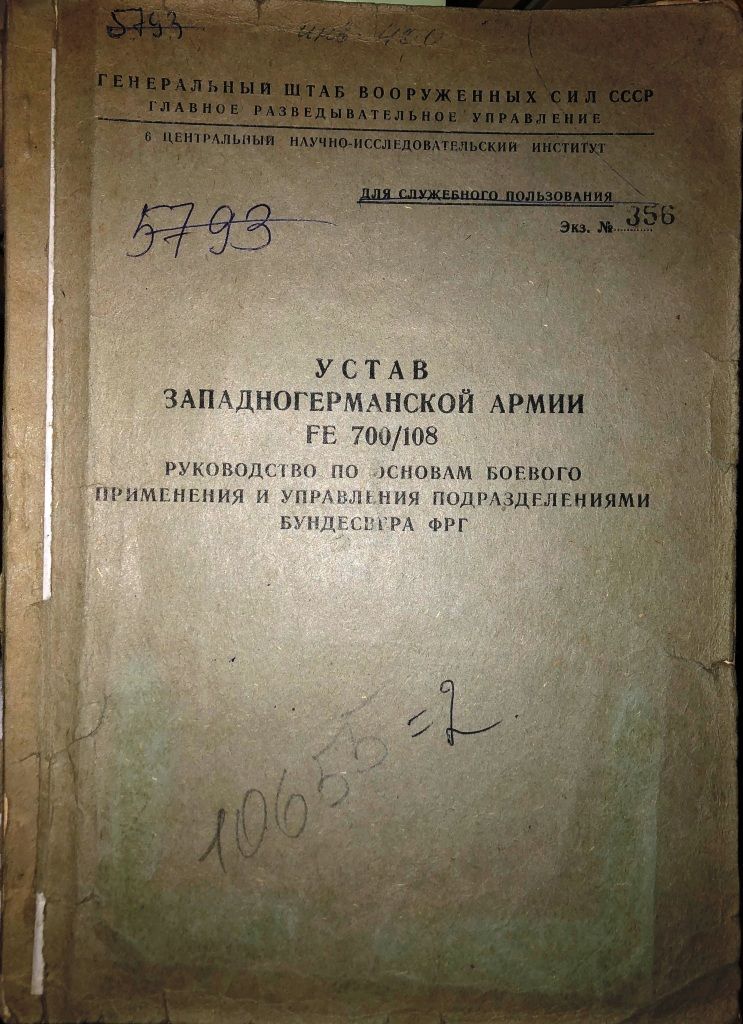 5793
инв. 430
ГЕНЕРАЛЬНЫЙ ШТАБ ВООРУЖЕННЫХ СИЛ СССР
ГЛАВНОЕ РАЗВЕДЫВАТЕЛЬНОЕ УПРАВЛЕНИЕ
6 ЦЕНТРАЛЬНЫЙ НАУЧНО-ИССЛЕДОВАТЕЛЬСКИЙ ИНСТИТУТ
ДЛЯ СЛУЖЕБНОГО ПОЛЬЗОВАНИЯ
Экз. № 356
5793
УСТАВ
ЗАПАДНОГЕРМАНСКОЙ АРМИИ
FE 700/108
РУКОВОДСТВО ПО ОСНОВАМ БОЕВОГО
ПРИМЕНЕНИЯ И УПРАВЛЕНИЯ ПОДРАЗДЕЛЕНИЯМИ
БУНДЕСВЕРА ФРГ
10655 = 2